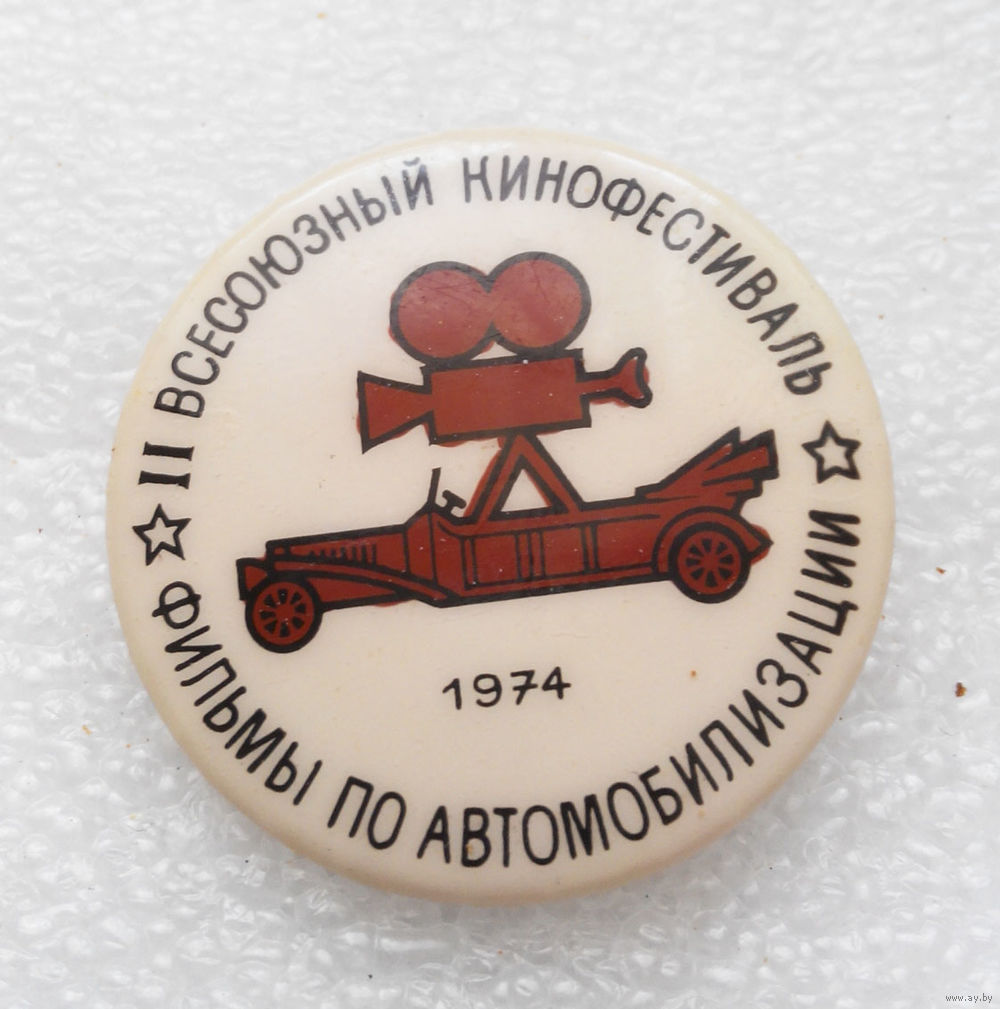 II ВСЕСОЮЗНЫЙ КИНОФЕСТИВАЛЬ
1974
ФИЛЬМЫ ПО АВТОМОБИЛИЗАЦИИ
www.ay.by